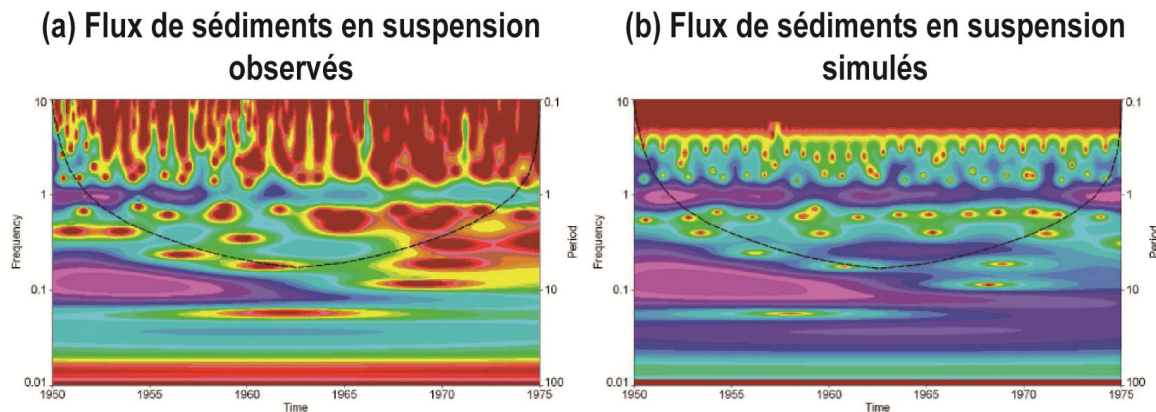 (a) Flux de sédiments en suspension
observés
10
1
0.1
0.01
Frequency
0.1
1
10
100
Period
1950
1955
1960
1965
1970
1975
Time
(b) Flux de sédiments en suspension
simulés
10
1
0.1
0.01
Frequency
0.1
1
10
100
Period
1950
1955
1960
1965
1970
1975
Time